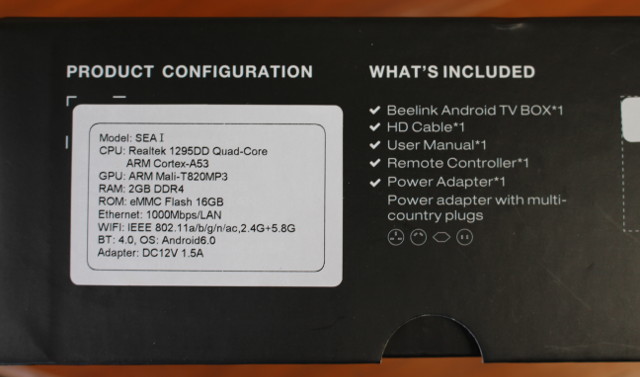 PRODUCT CONFIGURATION
Model: SEA I
CPU: Realtek 1295DD Quad-Core
ARM Cortex-A53
GPU: ARM Mali-T820MP3
RAM: 2GB DDR4
ROM: eMMC Flash 16GB
Ethernet: 1000Mbps/LAN
WIFI: IEEE 802.11a/b/g/n/ac,2.4G+5.8G
BT: 4.0, OS: Android6.0
Adapter: DC12V 1.5A
WHAT'S INCLUDED
Beelink Android TV BOX*1
HD Cable*1
User Manual*1
Remote Controller*1
Power Adapter*1
Power adapter with multi-
country plugs